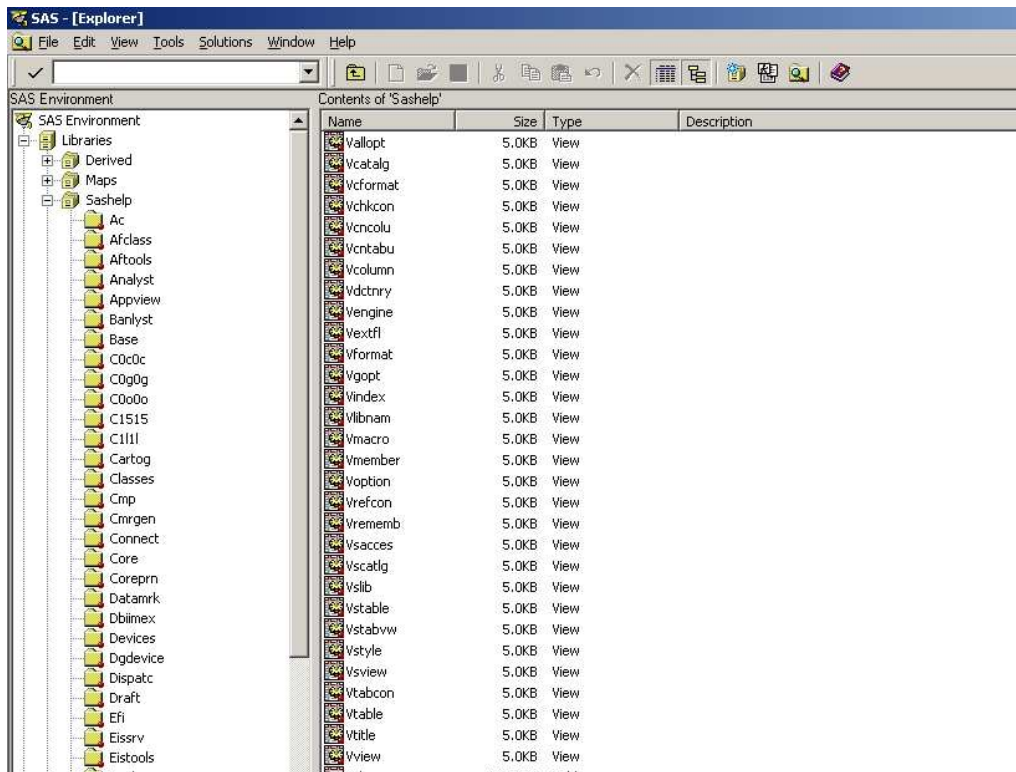 SAS - [Explorer]
File Edit View Tools Solutions Window Help
SAS Environment
SAS Environment
Libraries
Derived
Maps
Sashelp
Ac
Afclass
Aftools
Analyst
Appview
Banlyst
Base
C0c0c
C0g0g
C0o0o
C1515
C1l1l
Cartog
Classes
Cmp
Cmrgen
Connect
Core
Coreprn
Datamrk
Dbiimex
Devices
Dgdevice
Dispatc
Draft
Efi
Eissrv
Eistools
Contents of 'Sashelp'
Name Size Type Description
Vallopt 5.0KB View
Vcatalg 5.0KB View
Vcformat 5.0KB View
Vchkcon 5.0KB View
Vcncolu 5.0KB View
Vcntabu 5.0KB View
Vcolumn 5.0KB View
Vdctnry 5.0KB View
Vengine 5.0KB View
Vextfl 5.0KB View
Vformat 5.0KB View
Vgopt 5.0KB View
Vindex 5.0KB View
Vlibnam 5.0KB View
Vmacro 5.0KB View
Vmember 5.0KB View
Voption 5.0KB View
Vrefcon 5.0KB View
Vrememb 5.0KB View
Vsacces 5.0KB View
Vscatlg 5.0KB View
Vslib 5.0KB View
Vstable 5.0KB View
Vstabvw 5.0KB View
Vstyle 5.0KB View
Vsview 5.0KB View
Vtabcon 5.0KB View
Vtable 5.0KB View
Vtitle 5.0KB View
Vview 5.0KB View